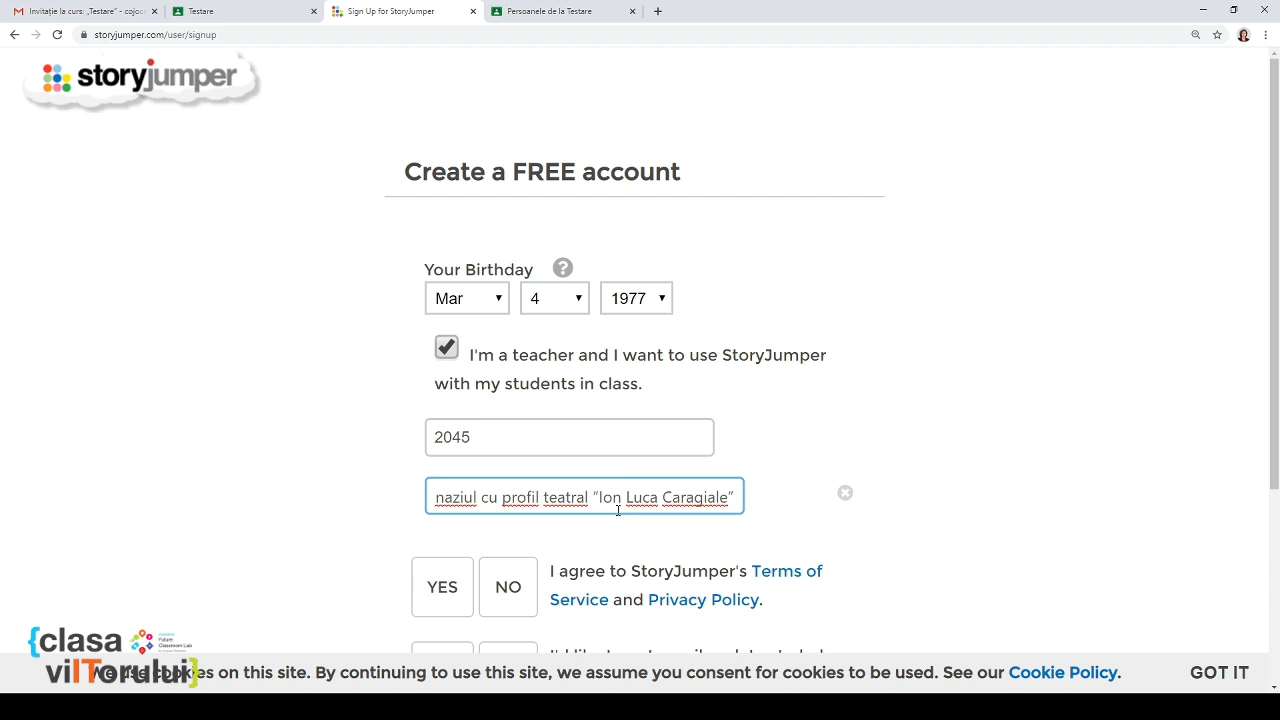 Invitație la curs: „Testare” - cojoc
Testare
Sign Up for StoryJumper
Persoanele de la Testare
storyjumper.com/user/signup
storyjumper
Create a FREE account
Your Birthday
Mar 4 1977
I'm a teacher and I want to use StoryJumper
with my students in class.
2045
naziul cu profil teatral “Ion Luca Caragiale”
YES NO I agree to StoryJumper's Terms of
Service and Privacy Policy.
{clasa
viITorului}
Future
Classroom Lab
cookies on this site. By continuing to use this site, we assume you consent for cookies to be used. See our Cookie Policy.
GOT IT